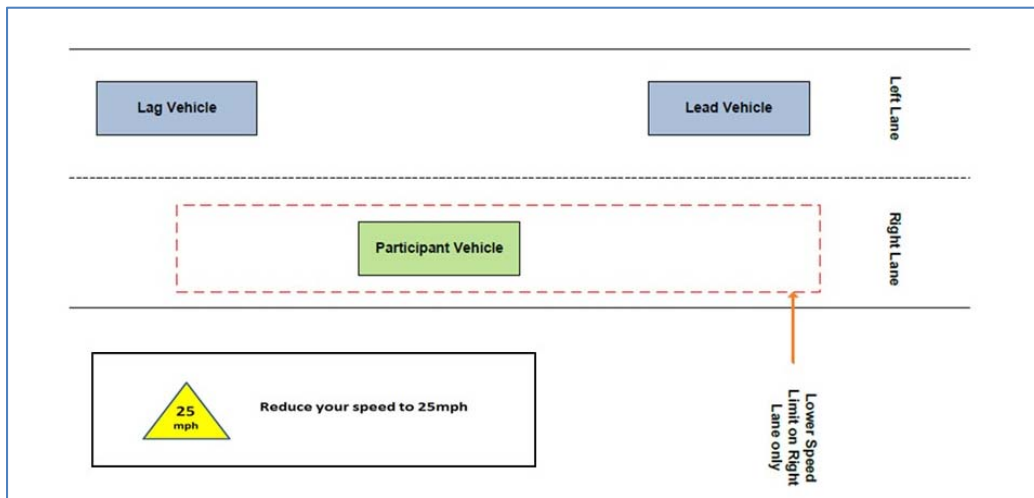 Lag Vehicle
Lead Vehicle
Left Lane
Participant Vehicle
Right Lane
25
mph
Reduce your speed to 25mph
Lower Speed
Limit on Right
Lane only